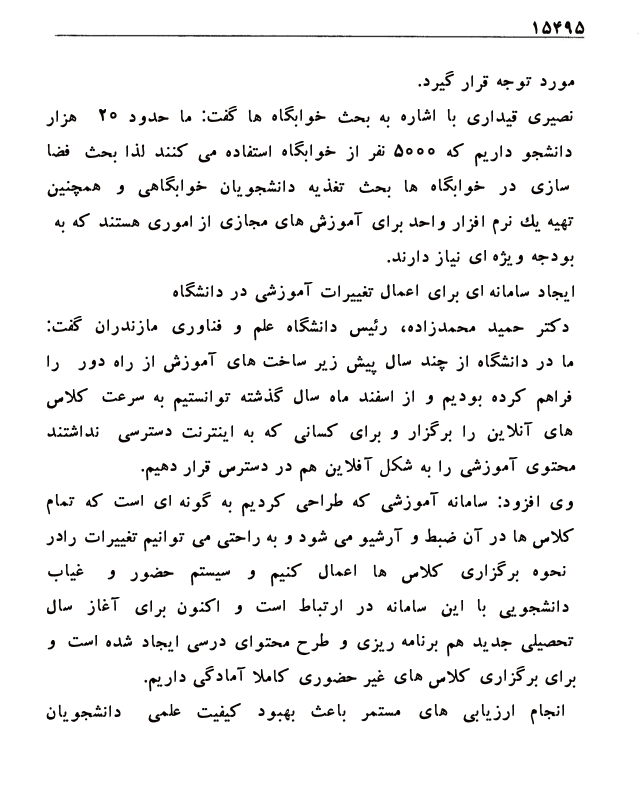 ۱۵۴۹۵
مورد توجه قرار گیرد.
نصیری قیداری با اشاره به بحث خوابگاه ها گفت: ما حدود ۲۰ هزار
دانشجو داریم که ۵۰۰۰ نفر از خوابگاه استفاده می کنند لذا بحث فضا
سازی در خوابگاه ها بحث تغذیه دانشجویان خوابگاهی و همچنین
تهیه یك نرم افزار واحد برای آموزش های مجازی از اموری هستند که به
بودجه ویژه ای نیاز دارند.
ایجاد سامانه ای برای اعمال تغییرات آموزشی در دانشگاه
دکتر حمید محمدزاده، رئیس دانشگاه علم و فناوری مازندران گفت:
ما در دانشگاه از چند سال پیش زیر ساخت های آموزش از راه دور را
فراهم کرده بودیم و از اسفند ماه سال گذشته توانستیم به سرعت کلاس
های آنلاین را برگزار و برای کسانی که به اینترنت دسترسی نداشتند
محتوی آموزشی را به شکل آفلاین هم در دسترس قرار دهیم.
وی افزود: سامانه آموزشی که طراحی کردیم به گونه ای است که تمام
کلاس ها در آن ضبط و آرشیو می شود و به راحتی می توانیم تغییرات رادر
نحوه برگزاری کلاس ها اعمال کنیم و سیستم حضور و غیاب
دانشجویی با این سامانه در ارتباط است و اکنون برای آغاز سال
تحصیلی جدید هم برنامه ریزی و طرح محتوای درسی ایجاد شده است و
برای برگزاری کلاس های غیر حضوری کاملا آمادگی داریم.
انجام ارزیابی های مستمر باعث بهبود کیفیت علمی دانشجویان